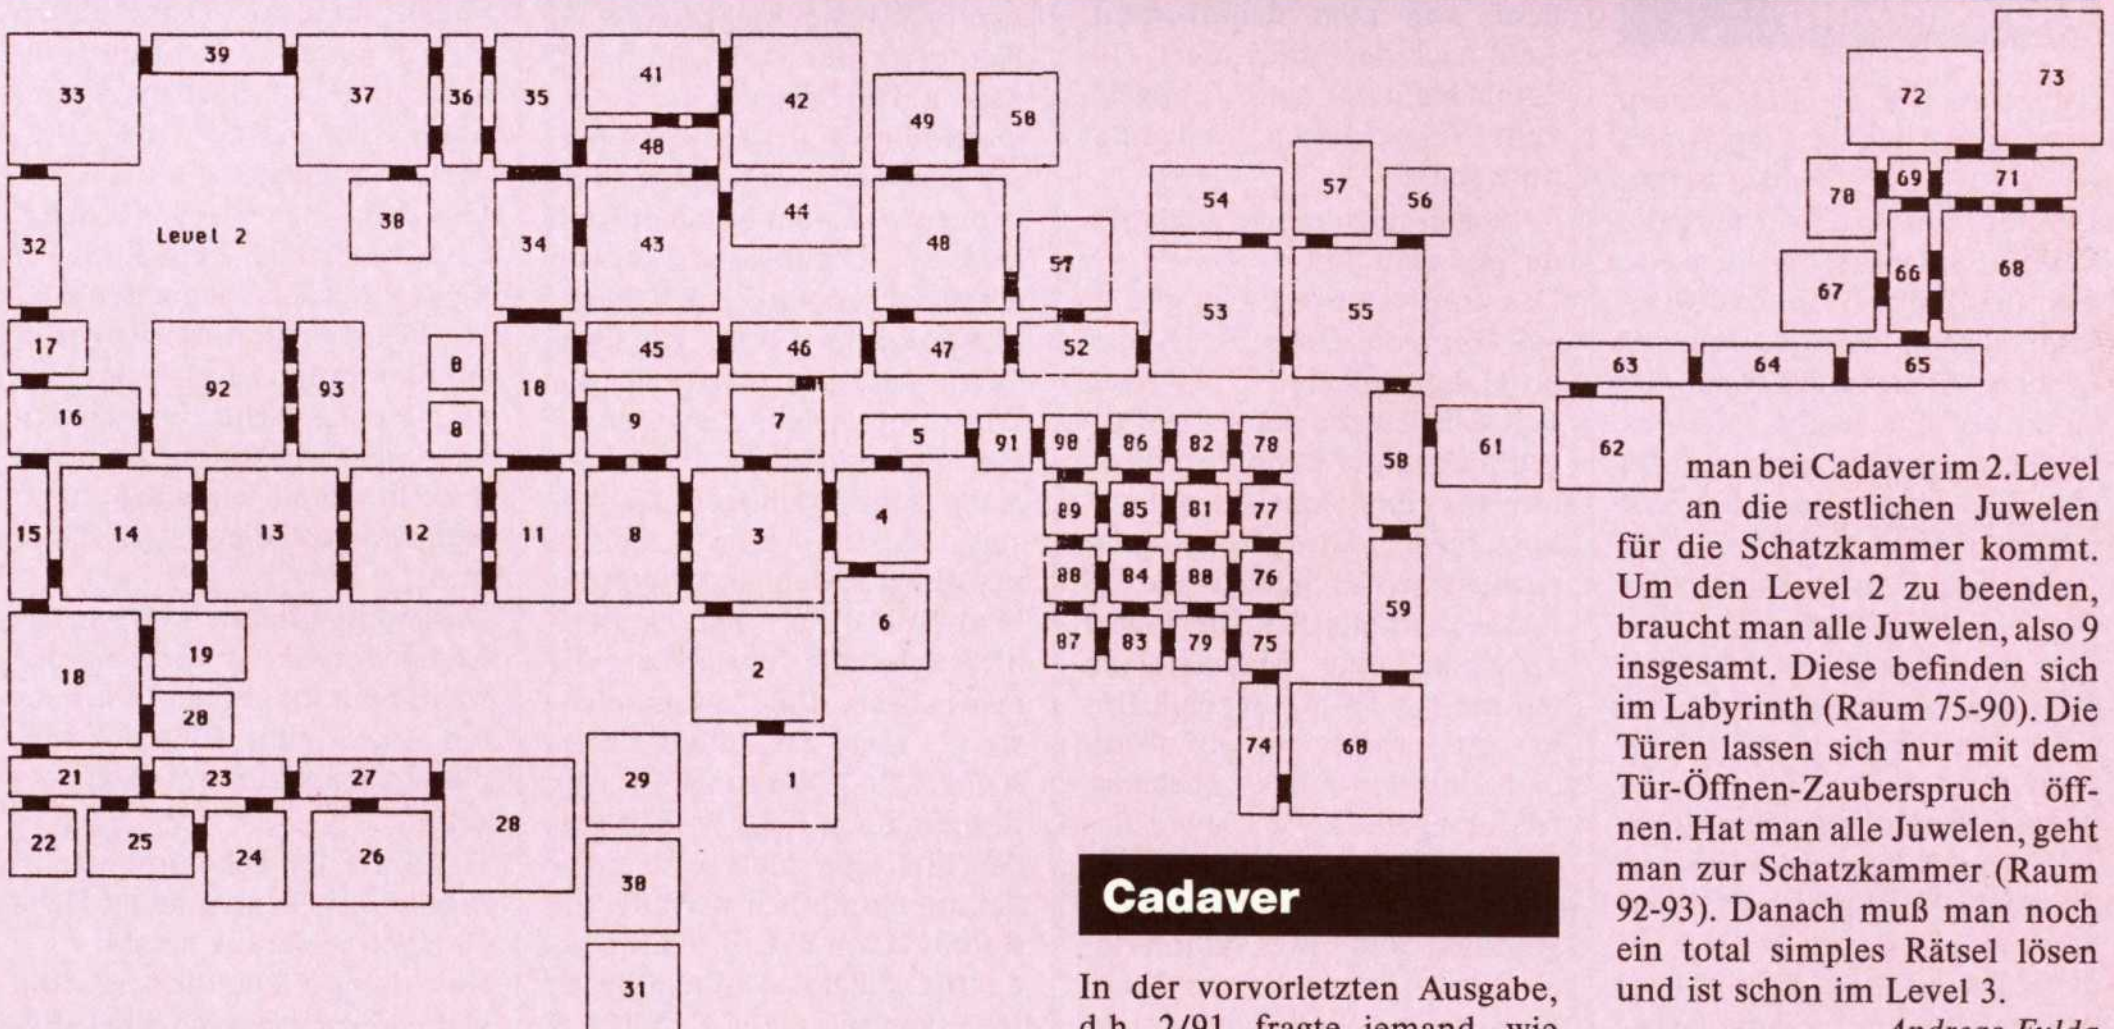 33 39 37 36 35 41 42 49 58 72 73
48 54 57 56 78 69 71
32 Level 2 38 34 43 44 48 57 67 66 68
17 92 93 8 18 45 46 47 52 53 55 63 64 65
16 8 9 7 5 91 98 86 82 78 58 61 62
15 14 13 12 11 8 3 4 89 85 81 77
88 84 88 76
18 19 2 6 87 83 79 75 59
28
21 23 27 28 29 1 74 68
22 25 24 26 38
31
Cadaver
In der vorvorletzten Ausgabe,
d.h. 2/91, fragte jemand, wie
man bei Cadaver im 2. Level
an die restlichen Juwelen
für die Schatzkammer kommt.
Um den Level 2 zu beenden,
braucht man alle Juwelen, also 9
insgesamt. Diese befinden sich
im Labyrinth (Raum 75-90). Die
Türen lassen sich nur mit dem
Tür-Öffnen-Zauberspruch öff-
nen. Hat man alle Juwelen, geht
man zur Schatzkammer (Raum
92-93). Danach muß man noch
ein total simples Rätsel lösen
und ist schon im Level 3.
Andreas Fulda